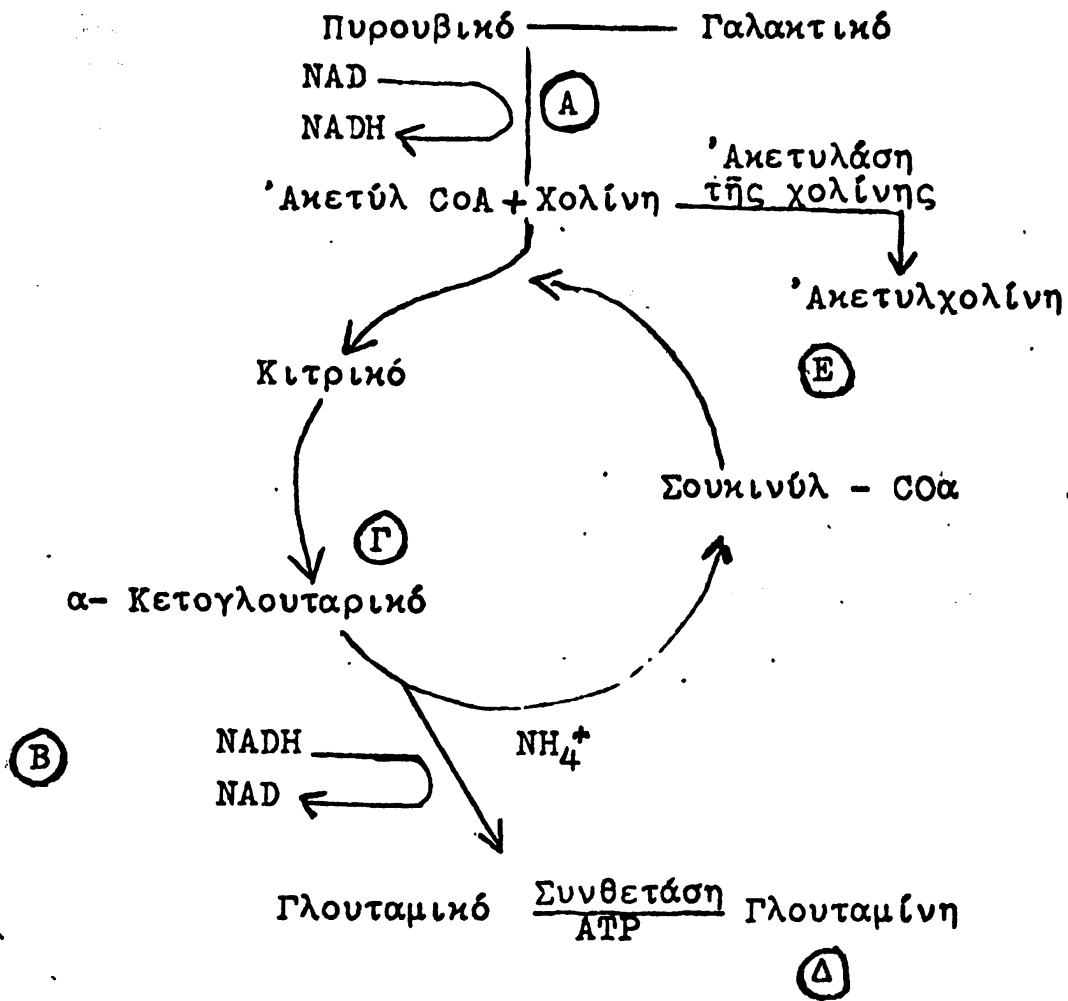 Πυρουβικό Γαλακτικό
NAD
Α
NADH
Ἀκετυλάση
τῆς χολίνης
Ἀκετύλ CoA + Χολίνη
Ἀκετυλχολίνη
Κιτρικό
Ε
Σουκινύλ - COα
Γ
α- Κετογλουταρικό
NADH
NH₄⁺
Β
NAD
Γλουταμικό Συνθετάση Γλουταμίνη
ATP
Δ